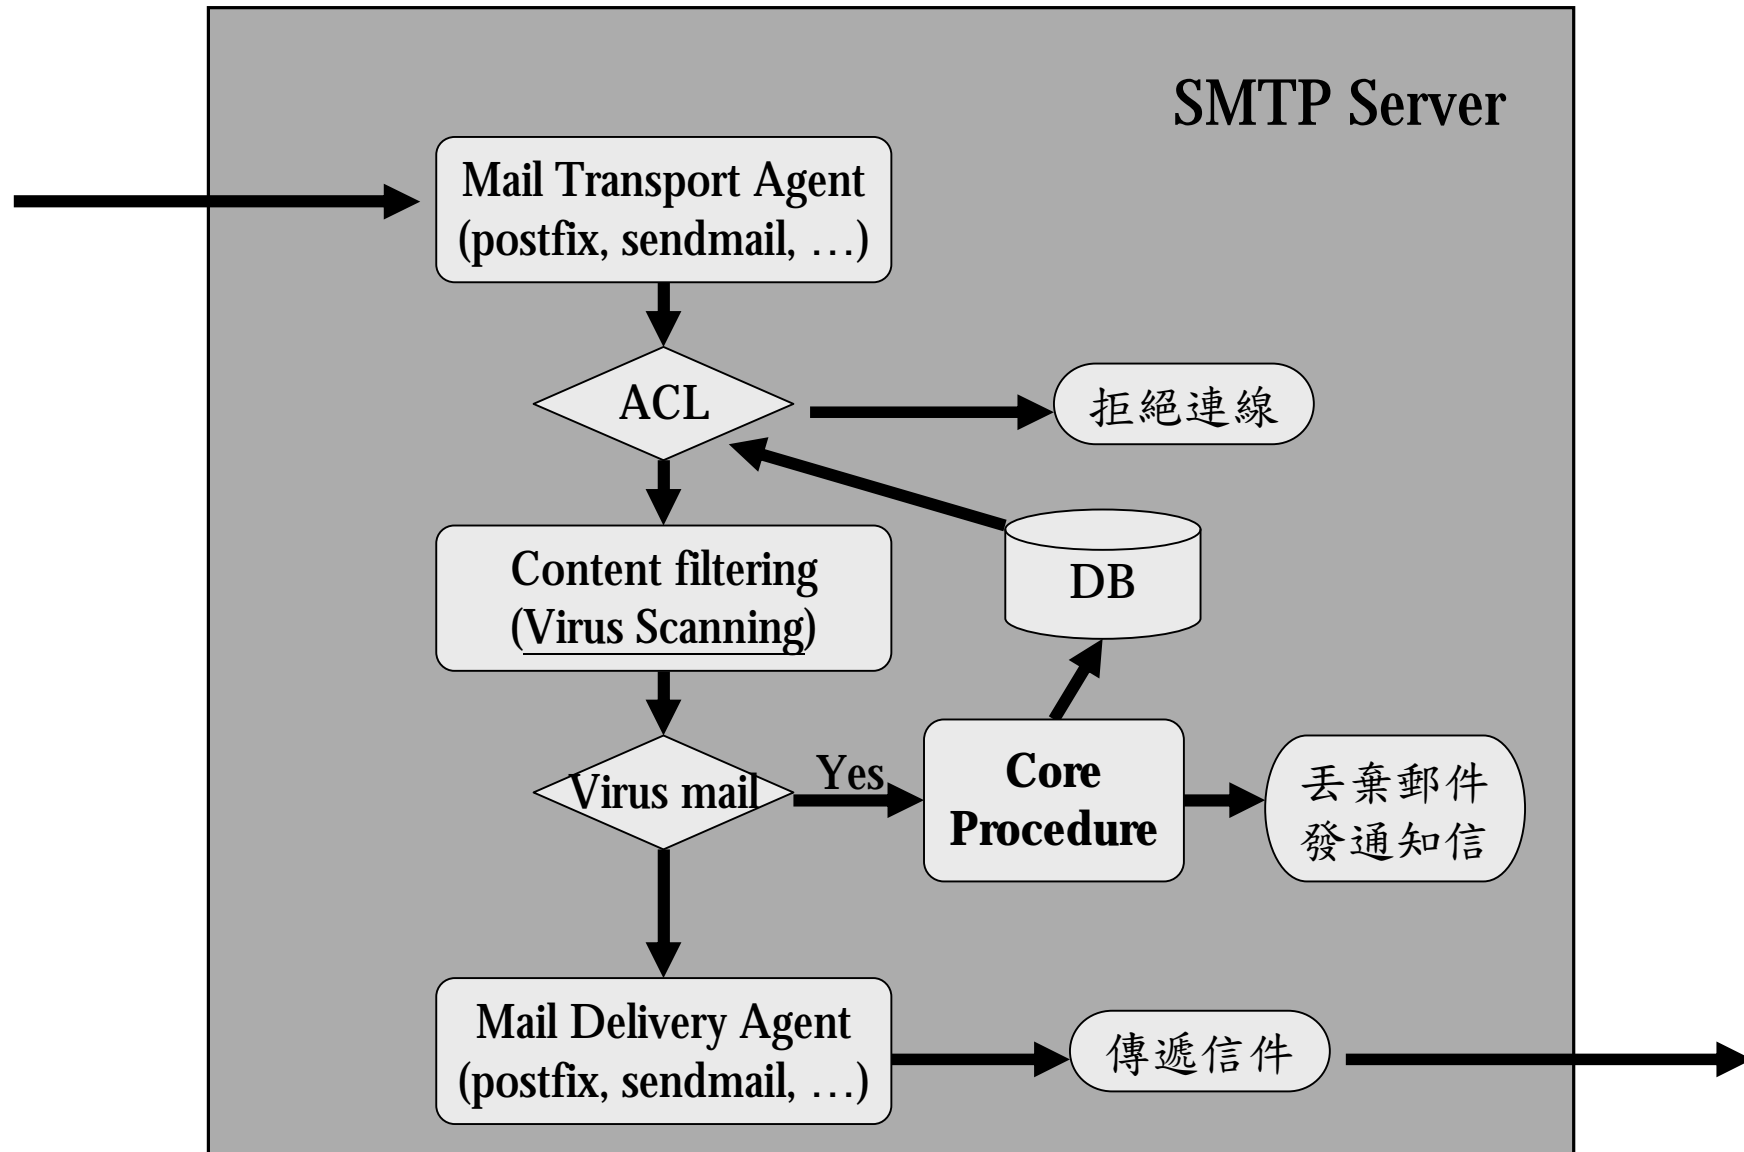 SMTP Server
Mail Transport Agent
(postfix, sendmail, …)
ACL
拒絕連線
Content filtering
(Virus Scanning)
DB
Virus mail
Yes
Core
Procedure
丟棄郵件
發通知信
Mail Delivery Agent
(postfix, sendmail, …)
傳遞信件